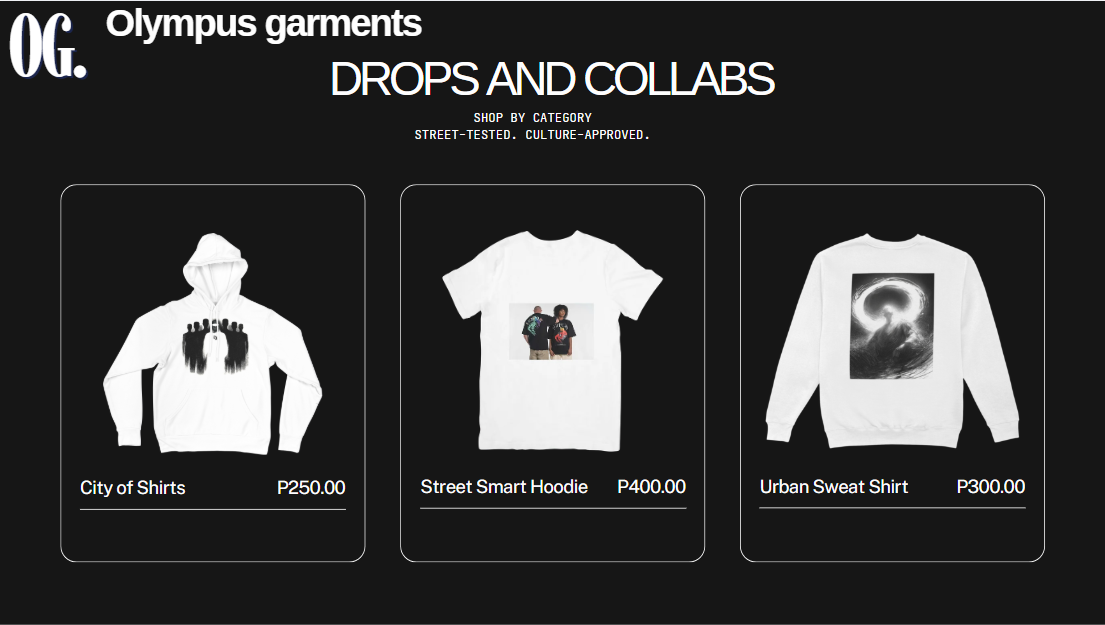 OG.
Olympus garments
DROPS AND COLLABS
SHOP BY CATEGORY
STREET-TESTED. CULTURE-APPROVED.
City of Shirts P250.00
Street Smart Hoodie P400.00
Urban Sweat Shirt P300.00